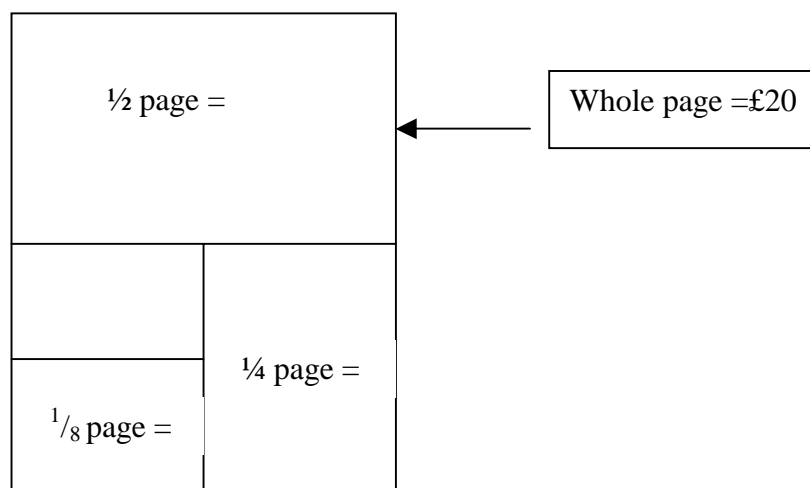 ½ page =
Whole page =£20
¼ page =
1/8 page =